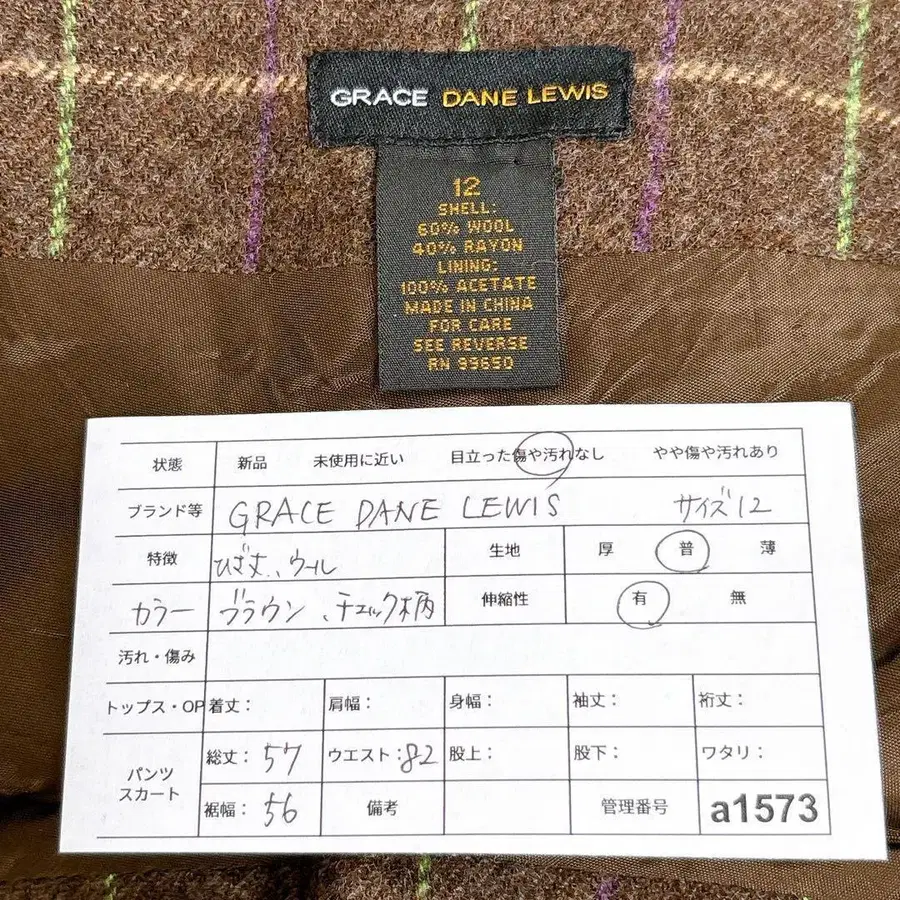 GRACE DANE LEWIS
12
SHELL:
60% WOOL
40% RAYON
LINING:
100% ACETATE
MADE IN CHINA
FOR CARE
SEE REVERSE
RN 99650
状態 新品 未使用に近い 目立った傷や汚れなし やや傷や汚れあり
ブランド等 GRACE DANE LEWIS サイズ12
特徴 ひざ丈、ウール 生地 厚 普 薄
カラー ブラウン、チェック柄 伸縮性 有 無
汚れ・傷み
トップス・OP 着丈: 肩幅: 身幅: 袖丈: 裄丈:
パンツ スカート 総丈:57 ウエスト:82 股上: 股下: ワタリ:
裾幅:56 備考 管理番号 a1573